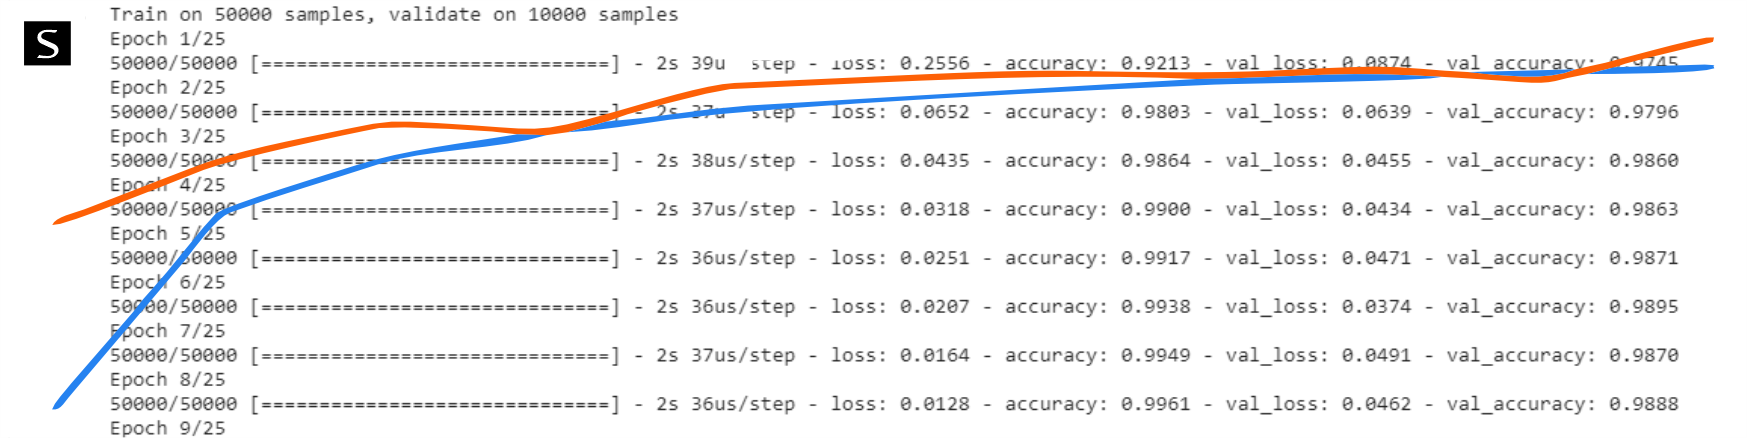 Train on 50000 samples, validate on 10000 samples
S
Epoch 1/25
50000/50000 [==============================] - 2s 39u step - loss: 0.2556 - accuracy: 0.9213 - val_loss: 0.0874 - val_accuracy: 0.9745
Epoch 2/25
50000/50000 [==============================] - 2s 37u step - loss: 0.0652 - accuracy: 0.9803 - val_loss: 0.0639 - val_accuracy: 0.9796
Epoch 3/25
50000/50000 [==============================] - 2s 38us/step - loss: 0.0435 - accuracy: 0.9864 - val_loss: 0.0455 - val_accuracy: 0.9860
Epoch 4/25
50000/50000 [==============================] - 2s 37us/step - loss: 0.0318 - accuracy: 0.9900 - val_loss: 0.0434 - val_accuracy: 0.9863
Epoch 5/25
50000/50000 [==============================] - 2s 36us/step - loss: 0.0251 - accuracy: 0.9917 - val_loss: 0.0471 - val_accuracy: 0.9871
Epoch 6/25
50000/50000 [==============================] - 2s 36us/step - loss: 0.0207 - accuracy: 0.9938 - val_loss: 0.0374 - val_accuracy: 0.9895
Epoch 7/25
50000/50000 [==============================] - 2s 37us/step - loss: 0.0164 - accuracy: 0.9949 - val_loss: 0.0491 - val_accuracy: 0.9870
Epoch 8/25
50000/50000 [==============================] - 2s 36us/step - loss: 0.0128 - accuracy: 0.9961 - val_loss: 0.0462 - val_accuracy: 0.9888
Epoch 9/25